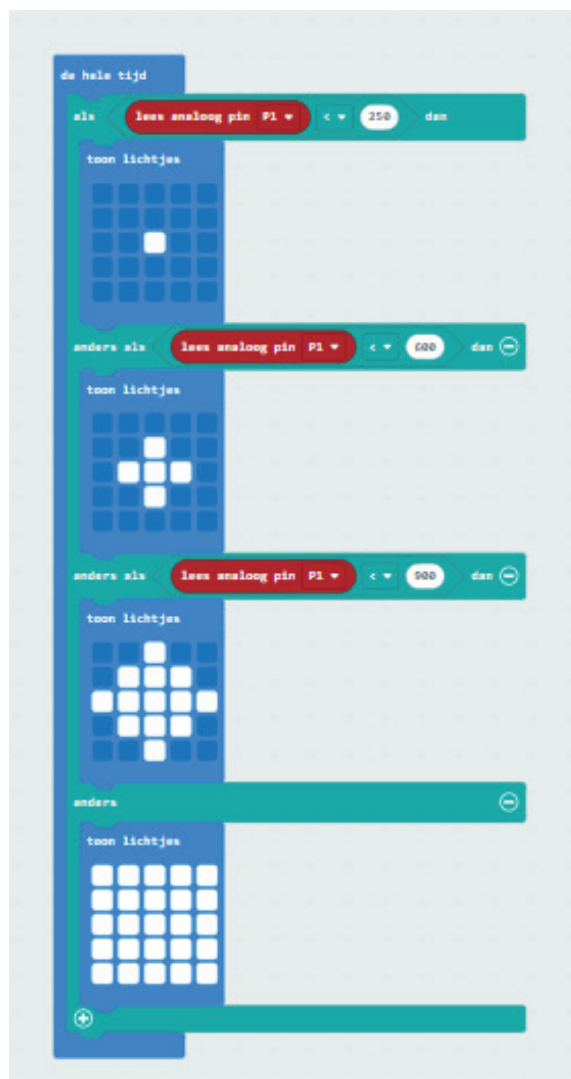 de hele tijd
als lees analoog pin P1 < 250 dan
toon lichtjes
anders als lees analoog pin P1 < 600 dan
toon lichtjes
anders als lees analoog pin P1 < 900 dan
toon lichtjes
anders
toon lichtjes